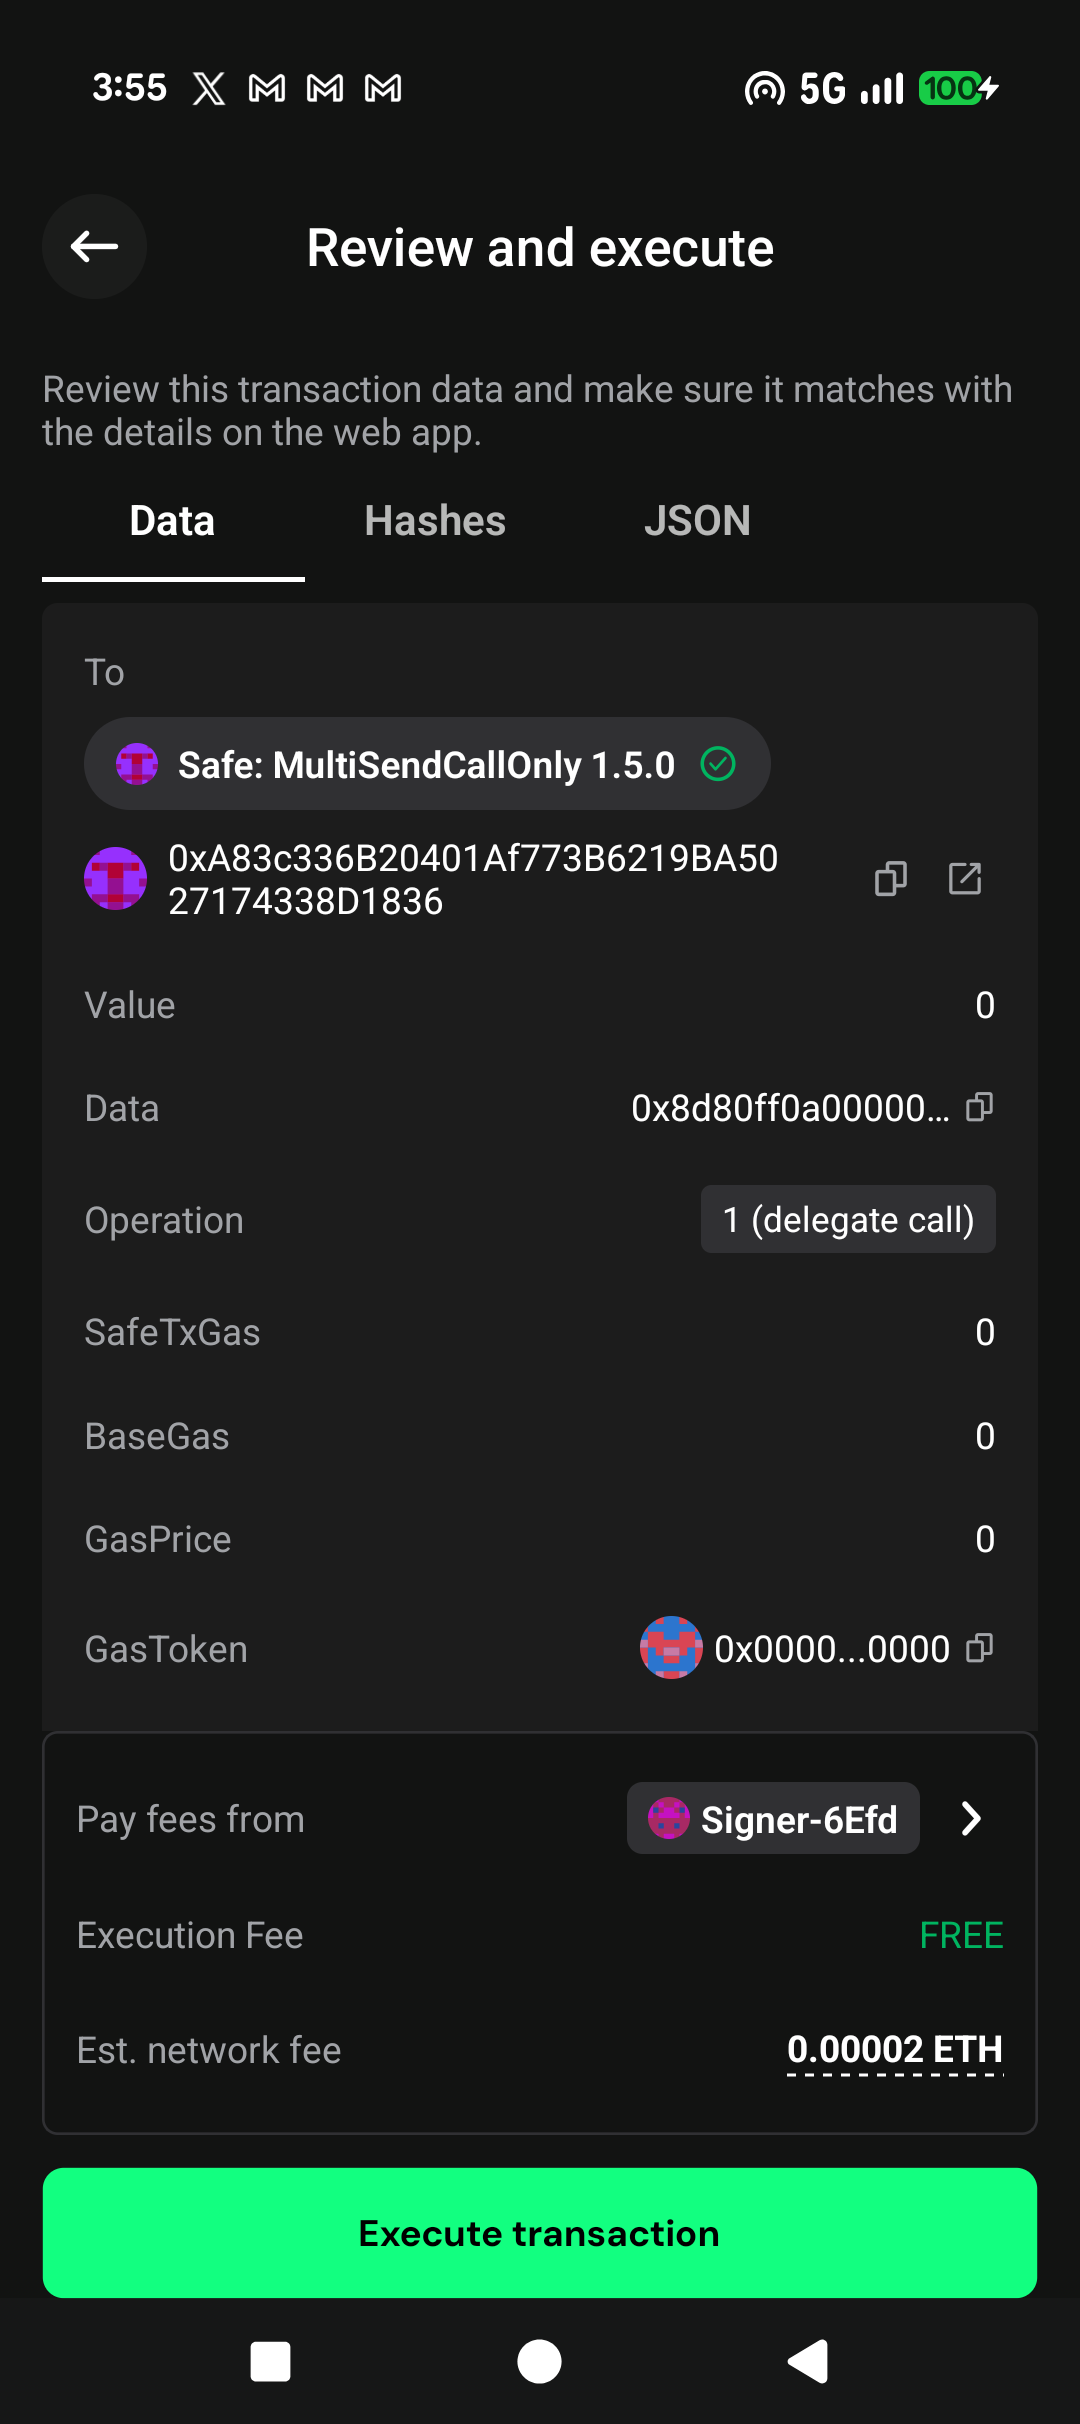 3:55
5G
100
Review and execute
Review this transaction data and make sure it matches with
the details on the web app.
Data
Hashes
JSON
To
Safe: MultiSendCallOnly 1.5.0
0xA83c336B20401Af773B6219BA50
27174338D1836
Value
0
Data
0x8d80ff0a00000...
Operation
1 (delegate call)
SafeTxGas
0
BaseGas
0
GasPrice
0
GasToken
0x0000...0000
Pay fees from
Signer-6Efd
Execution Fee
FREE
Est. network fee
0.00002 ETH
Execute transaction